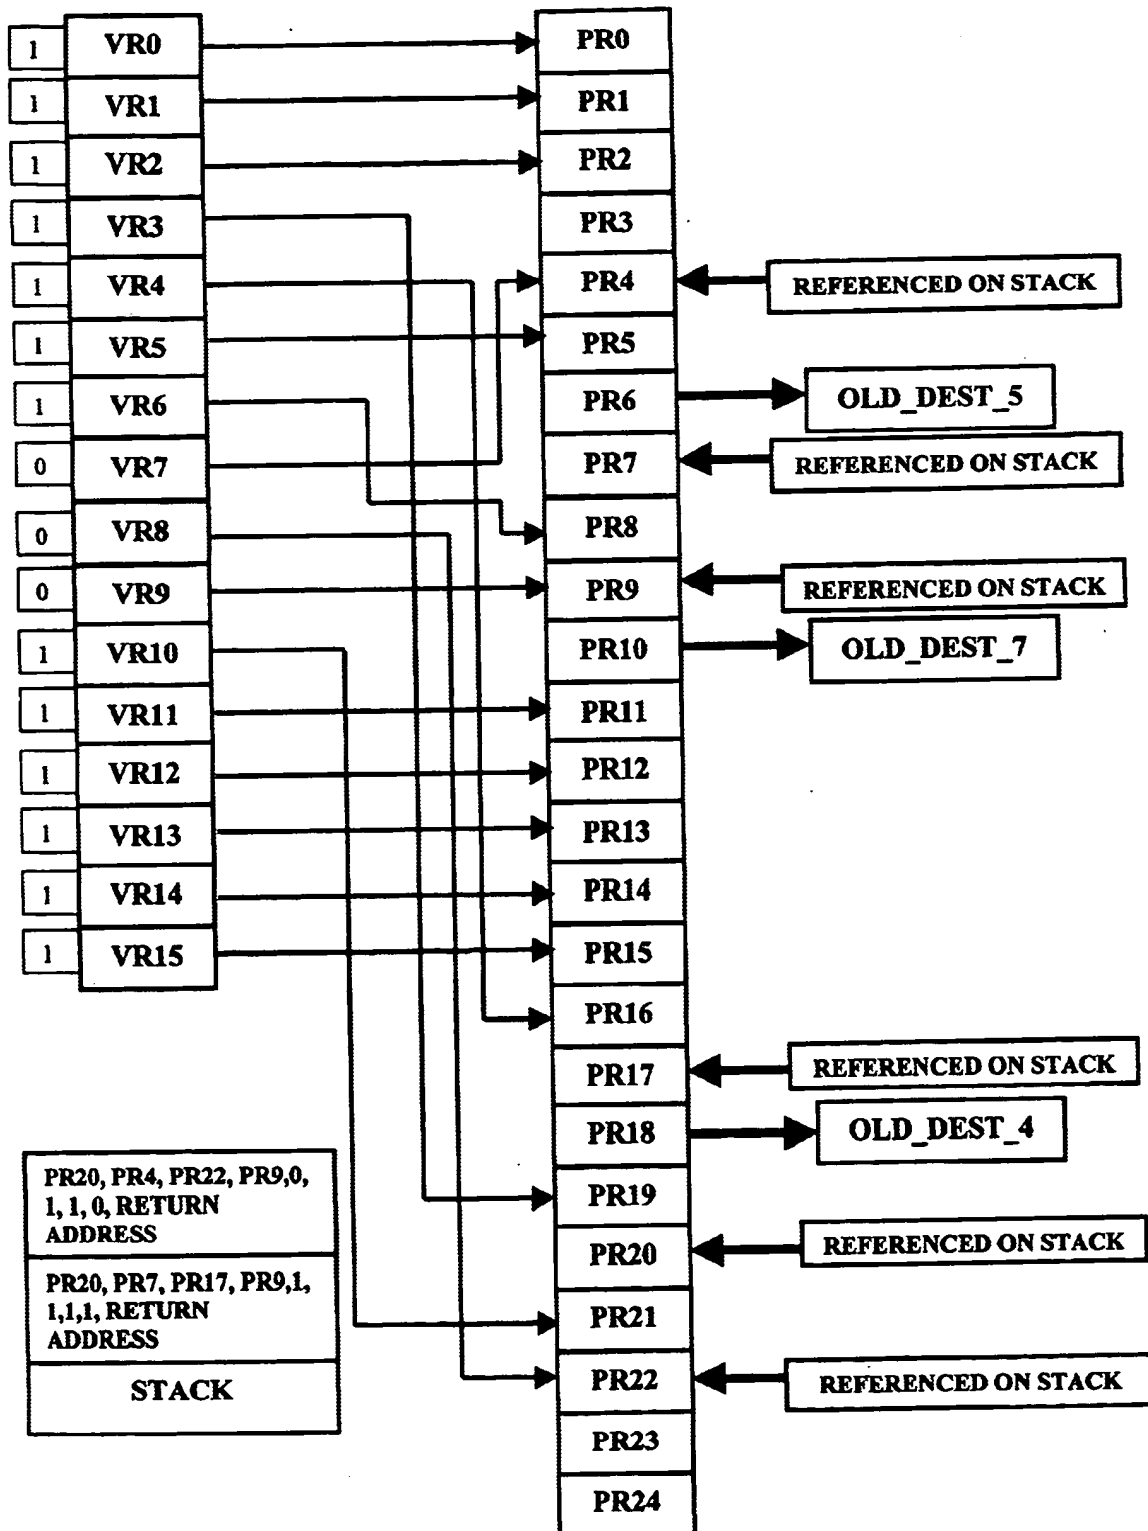 1 VR0
1 VR1
1 VR2
1 VR3
1 VR4
1 VR5
1 VR6
0 VR7
0 VR8
0 VR9
1 VR10
1 VR11
1 VR12
1 VR13
1 VR14
1 VR15
PR0
PR1
PR2
PR3
PR4
REFERENCED ON STACK
PR5
PR6
OLD_DEST_5
PR7
REFERENCED ON STACK
PR8
PR9
REFERENCED ON STACK
PR10
OLD_DEST_7
PR11
PR12
PR13
PR14
PR15
PR16
PR17
REFERENCED ON STACK
PR18
OLD_DEST_4
PR19
PR20
REFERENCED ON STACK
PR21
PR22
REFERENCED ON STACK
PR23
PR24
PR20, PR4, PR22, PR9,0,
1, 1, 0, RETURN
ADDRESS
PR20, PR7, PR17, PR9,1,
1,1,1, RETURN
ADDRESS
STACK